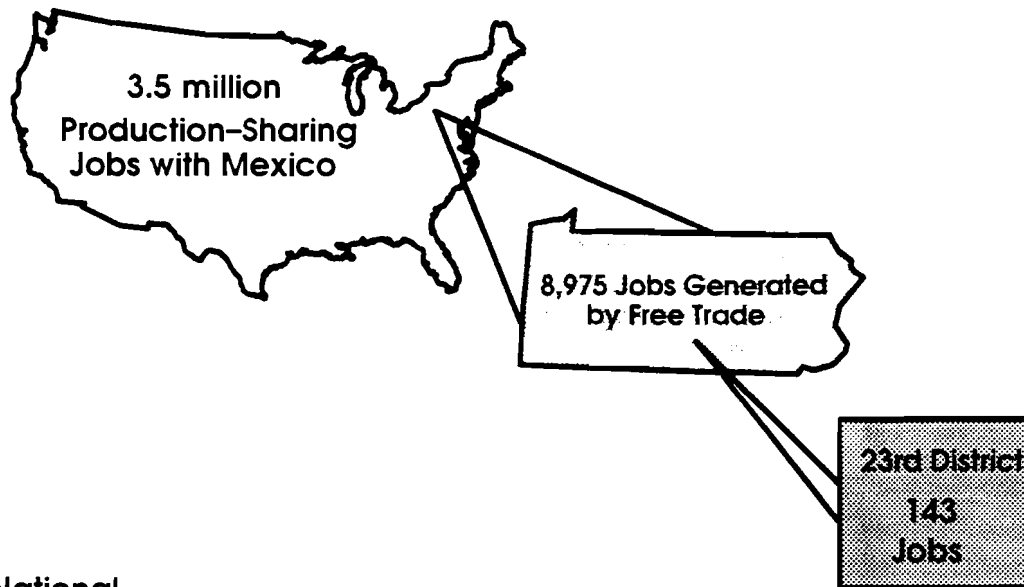 3.5 million
Production–Sharing
Jobs with Mexico
8,975 Jobs Generated
by Free Trade
23rd District
143
Jobs
National